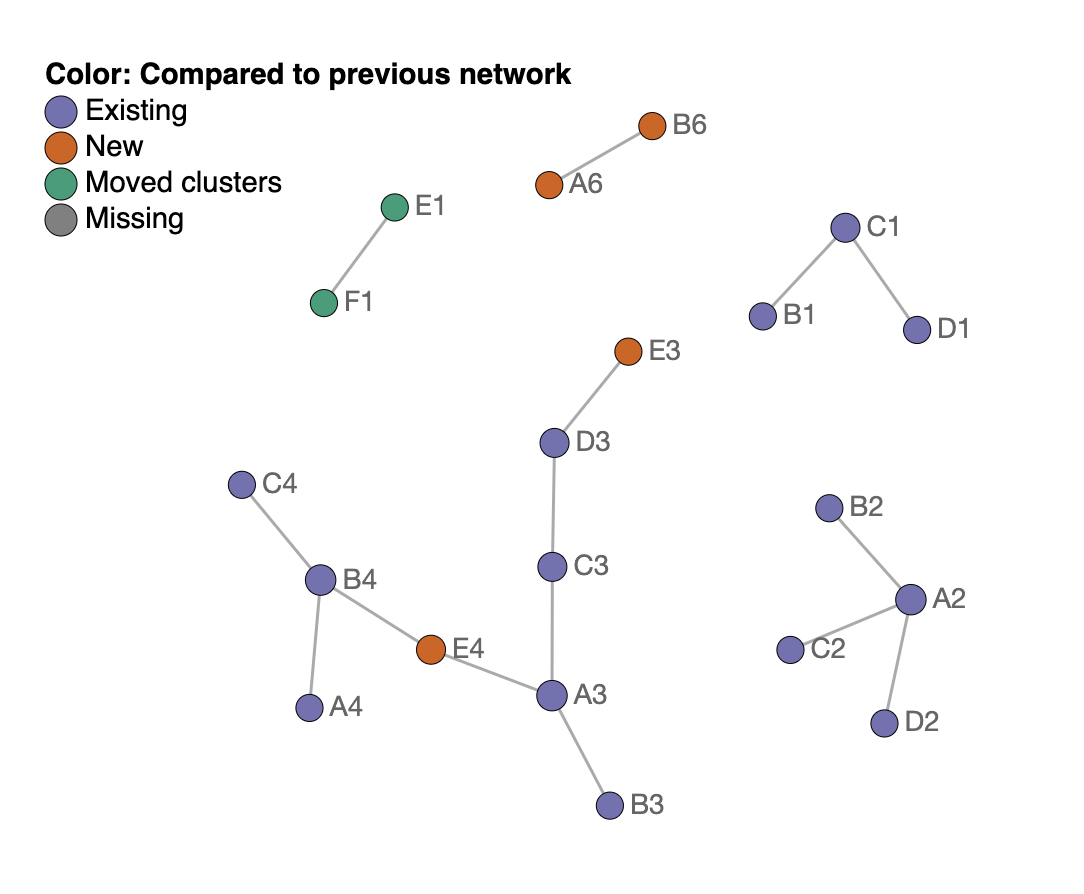 Color: Compared to previous network
Existing
New
Moved clusters
Missing
B6
A6
E1
C1
F1
B1
D1
E3
D3
C4
B2
C3
B4
A2
E4
C2
A3
A4
D2
B3